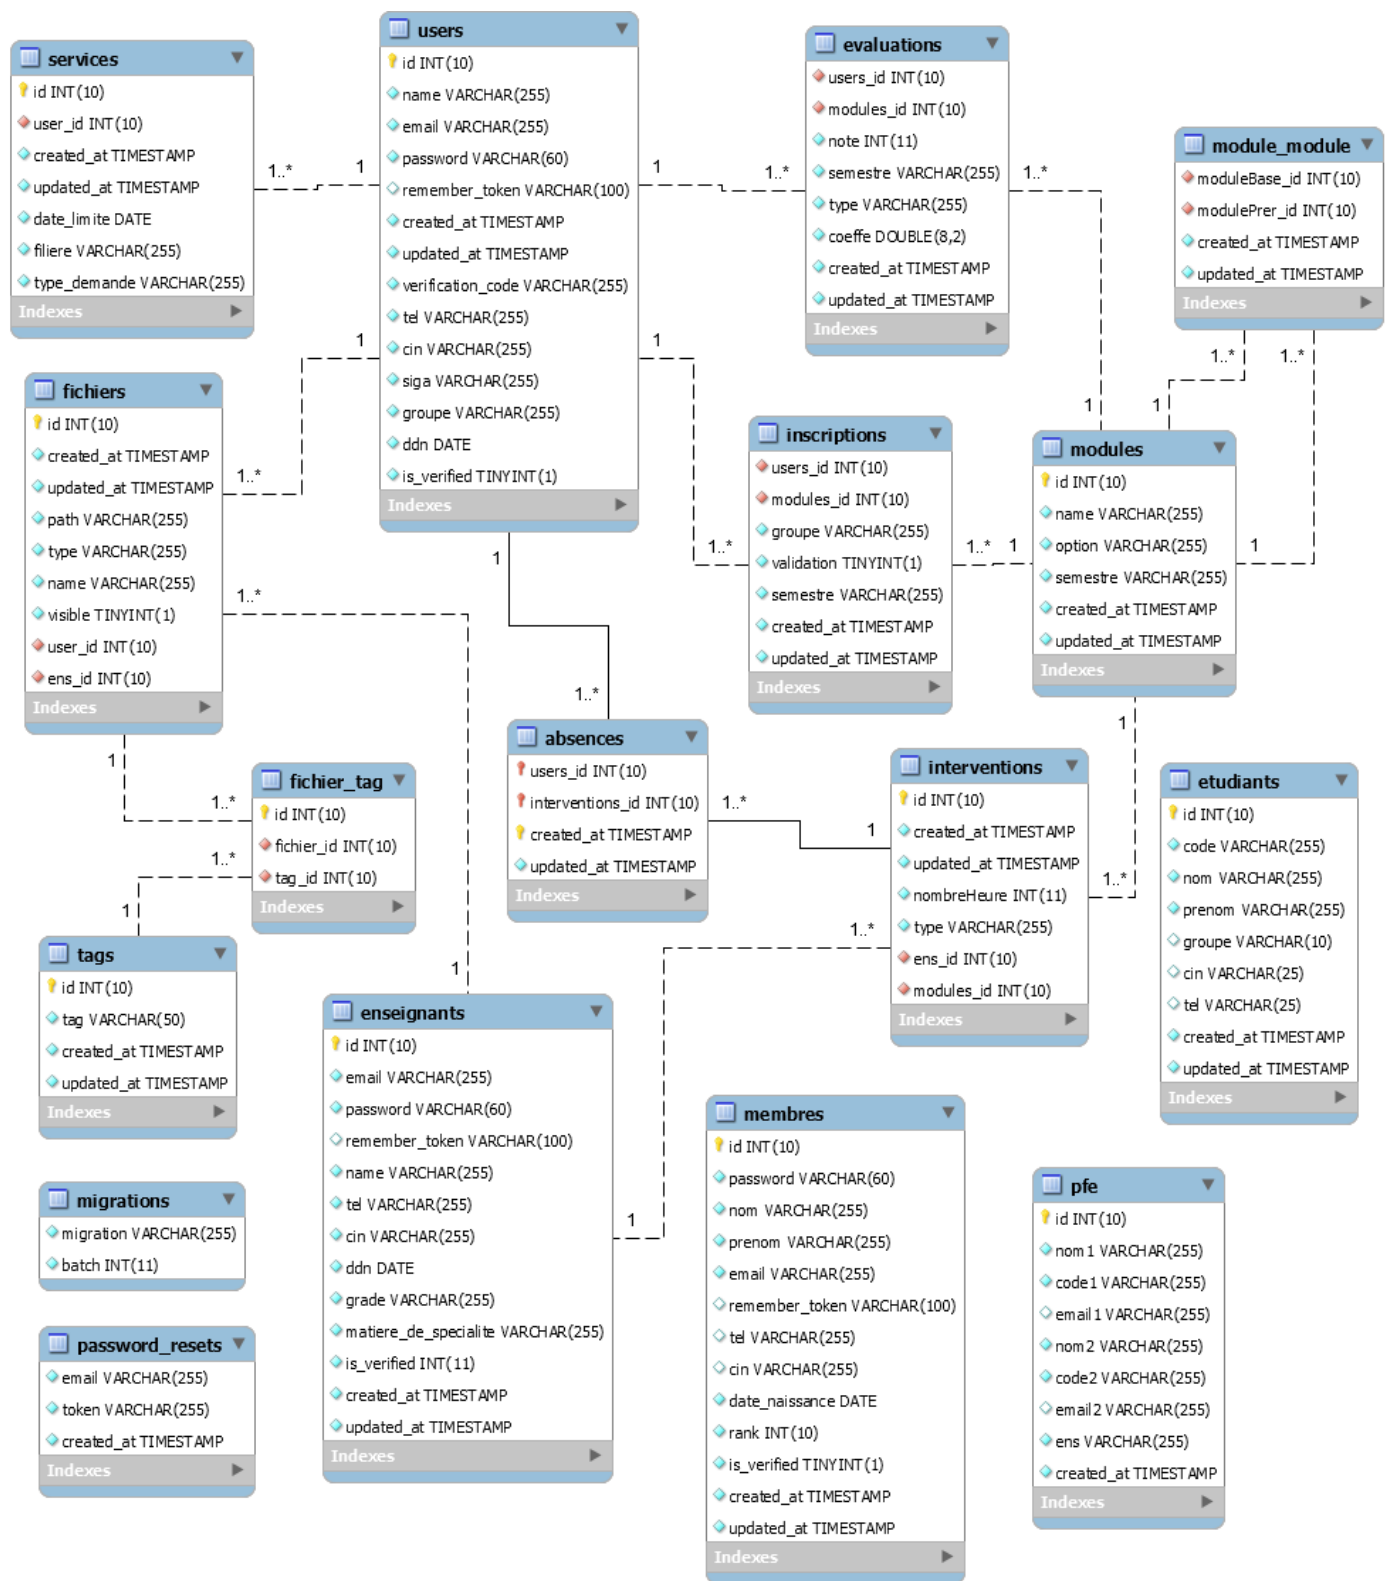 services
id INT(10)
user_id INT(10)
created_at TIMESTAMP
updated_at TIMESTAMP
date_limite DATE
filiere VARCHAR(255)
type_demande VARCHAR(255)
Indexes
1..*
1
users
id INT(10)
name VARCHAR(255)
email VARCHAR(255)
password VARCHAR(60)
remember_token VARCHAR(100)
created_at TIMESTAMP
updated_at TIMESTAMP
verification_code VARCHAR(255)
tel VARCHAR(255)
cin VARCHAR(255)
siga VARCHAR(255)
groupe VARCHAR(255)
ddn DATE
is_verified TINYINT(1)
Indexes
1
1..*
evaluations
users_id INT(10)
modules_id INT(10)
note INT(11)
semestre VARCHAR(255)
type VARCHAR(255)
coeffe DOUBLE(8,2)
created_at TIMESTAMP
updated_at TIMESTAMP
Indexes
1..*
1
module_module
moduleBase_id INT(10)
modulePrer_id INT(10)
created_at TIMESTAMP
updated_at TIMESTAMP
Indexes
1..*
1..*
1
1
fichiers
id INT(10)
created_at TIMESTAMP
updated_at TIMESTAMP
path VARCHAR(255)
type VARCHAR(255)
name VARCHAR(255)
visible TINYINT(1)
user_id INT(10)
ens_id INT(10)
Indexes
1
1..*
1..*
1
1
1..*
inscriptions
users_id INT(10)
modules_id INT(10)
groupe VARCHAR(255)
validation TINYINT(1)
semestre VARCHAR(255)
created_at TIMESTAMP
updated_at TIMESTAMP
Indexes
1..*
1
modules
id INT(10)
name VARCHAR(255)
option VARCHAR(255)
semestre VARCHAR(255)
created_at TIMESTAMP
updated_at TIMESTAMP
Indexes
1
1..*
1
1..*
absences
users_id INT(10)
interventions_id INT(10)
created_at TIMESTAMP
updated_at TIMESTAMP
Indexes
1..*
1
interventions
id INT(10)
created_at TIMESTAMP
updated_at TIMESTAMP
nombreHeure INT(11)
type VARCHAR(255)
ens_id INT(10)
modules_id INT(10)
Indexes
1..*
1
etudiants
id INT(10)
code VARCHAR(255)
nom VARCHAR(255)
prenom VARCHAR(255)
groupe VARCHAR(10)
cin VARCHAR(25)
tel VARCHAR(25)
created_at TIMESTAMP
updated_at TIMESTAMP
Indexes
1
1..*
fichier_tag
id INT(10)
fichier_id INT(10)
tag_id INT(10)
Indexes
1..*
1
tags
id INT(10)
tag VARCHAR(50)
created_at TIMESTAMP
updated_at TIMESTAMP
Indexes
enseignants
id INT(10)
email VARCHAR(255)
password VARCHAR(60)
remember_token VARCHAR(100)
name VARCHAR(255)
tel VARCHAR(255)
cin VARCHAR(255)
ddn DATE
grade VARCHAR(255)
matiere_de_specialite VARCHAR(255)
is_verified INT(11)
created_at TIMESTAMP
updated_at TIMESTAMP
Indexes
membres
id INT(10)
password VARCHAR(60)
nom VARCHAR(255)
prenom VARCHAR(255)
email VARCHAR(255)
remember_token VARCHAR(100)
tel VARCHAR(255)
cin VARCHAR(255)
date_naissance DATE
rank INT(10)
is_verified TINYINT(1)
created_at TIMESTAMP
updated_at TIMESTAMP
Indexes
pfe
id INT(10)
nom1 VARCHAR(255)
code1 VARCHAR(255)
email1 VARCHAR(255)
nom2 VARCHAR(255)
code2 VARCHAR(255)
email2 VARCHAR(255)
ens VARCHAR(255)
created_at TIMESTAMP
Indexes
migrations
migration VARCHAR(255)
batch INT(11)
password_resets
email VARCHAR(255)
token VARCHAR(255)
created_at TIMESTAMP
Indexes